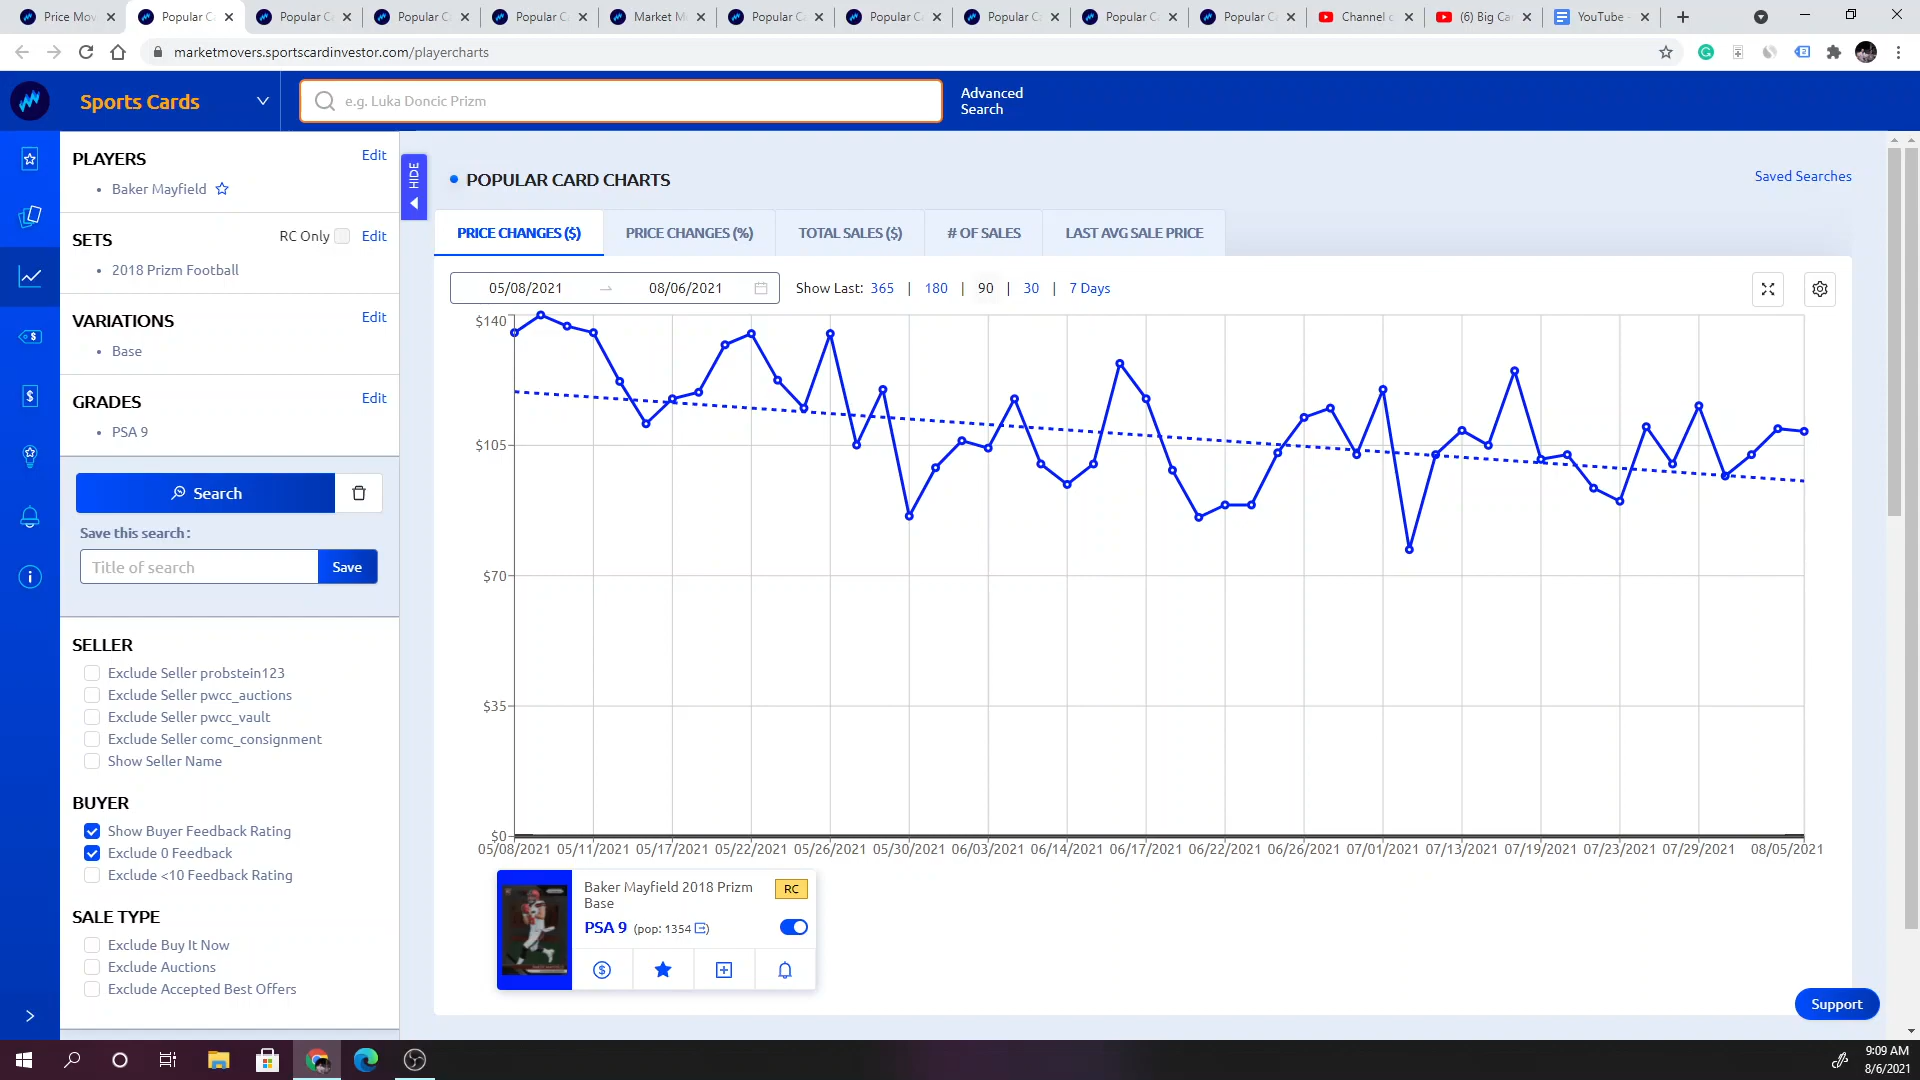 Price Mov
Popular C
Popular C
Popular C
Popular C
Market M
Popular C
Popular C
Popular C
Popular C
Popular C
Channel
(6) Big Ca
YouTube
marketmovers.sportscardinvestor.com/playercharts
Sports Cards
e.g. Luka Doncic Prizm
Advanced
Search
PLAYERS
Edit
Baker Mayfield
SETS
RC Only
Edit
2018 Prizm Football
VARIATIONS
Edit
Base
GRADES
Edit
PSA 9
Search
Save this search:
Title of search
Save
SELLER
Exclude Seller probstein123
Exclude Seller pwcc_auctions
Exclude Seller pwcc_vault
Exclude Seller comc_consignment
Show Seller Name
BUYER
Show Buyer Feedback Rating
Exclude 0 Feedback
Exclude <10 Feedback Rating
SALE TYPE
Exclude Buy It Now
Exclude Auctions
Exclude Accepted Best Offers
HIDE
POPULAR CARD CHARTS
Saved Searches
PRICE CHANGES ($)
PRICE CHANGES (%)
TOTAL SALES ($)
# OF SALES
LAST AVG SALE PRICE
05/08/2021 → 08/06/2021
Show Last: 365 | 180 | 90 | 30 | 7 Days
$140
$105
$70
$35
$0
05/08/2021 05/11/2021 05/17/2021 05/22/2021 05/26/2021 05/30/2021 06/03/2021 06/14/2021 06/17/2021 06/22/2021 06/26/2021 07/01/2021 07/13/2021 07/19/2021 07/23/2021 07/29/2021 08/05/2021
Baker Mayfield 2018 Prizm
Base
RC
PSA 9 (pop: 1354)
Support
9:09 AM
8/6/2021